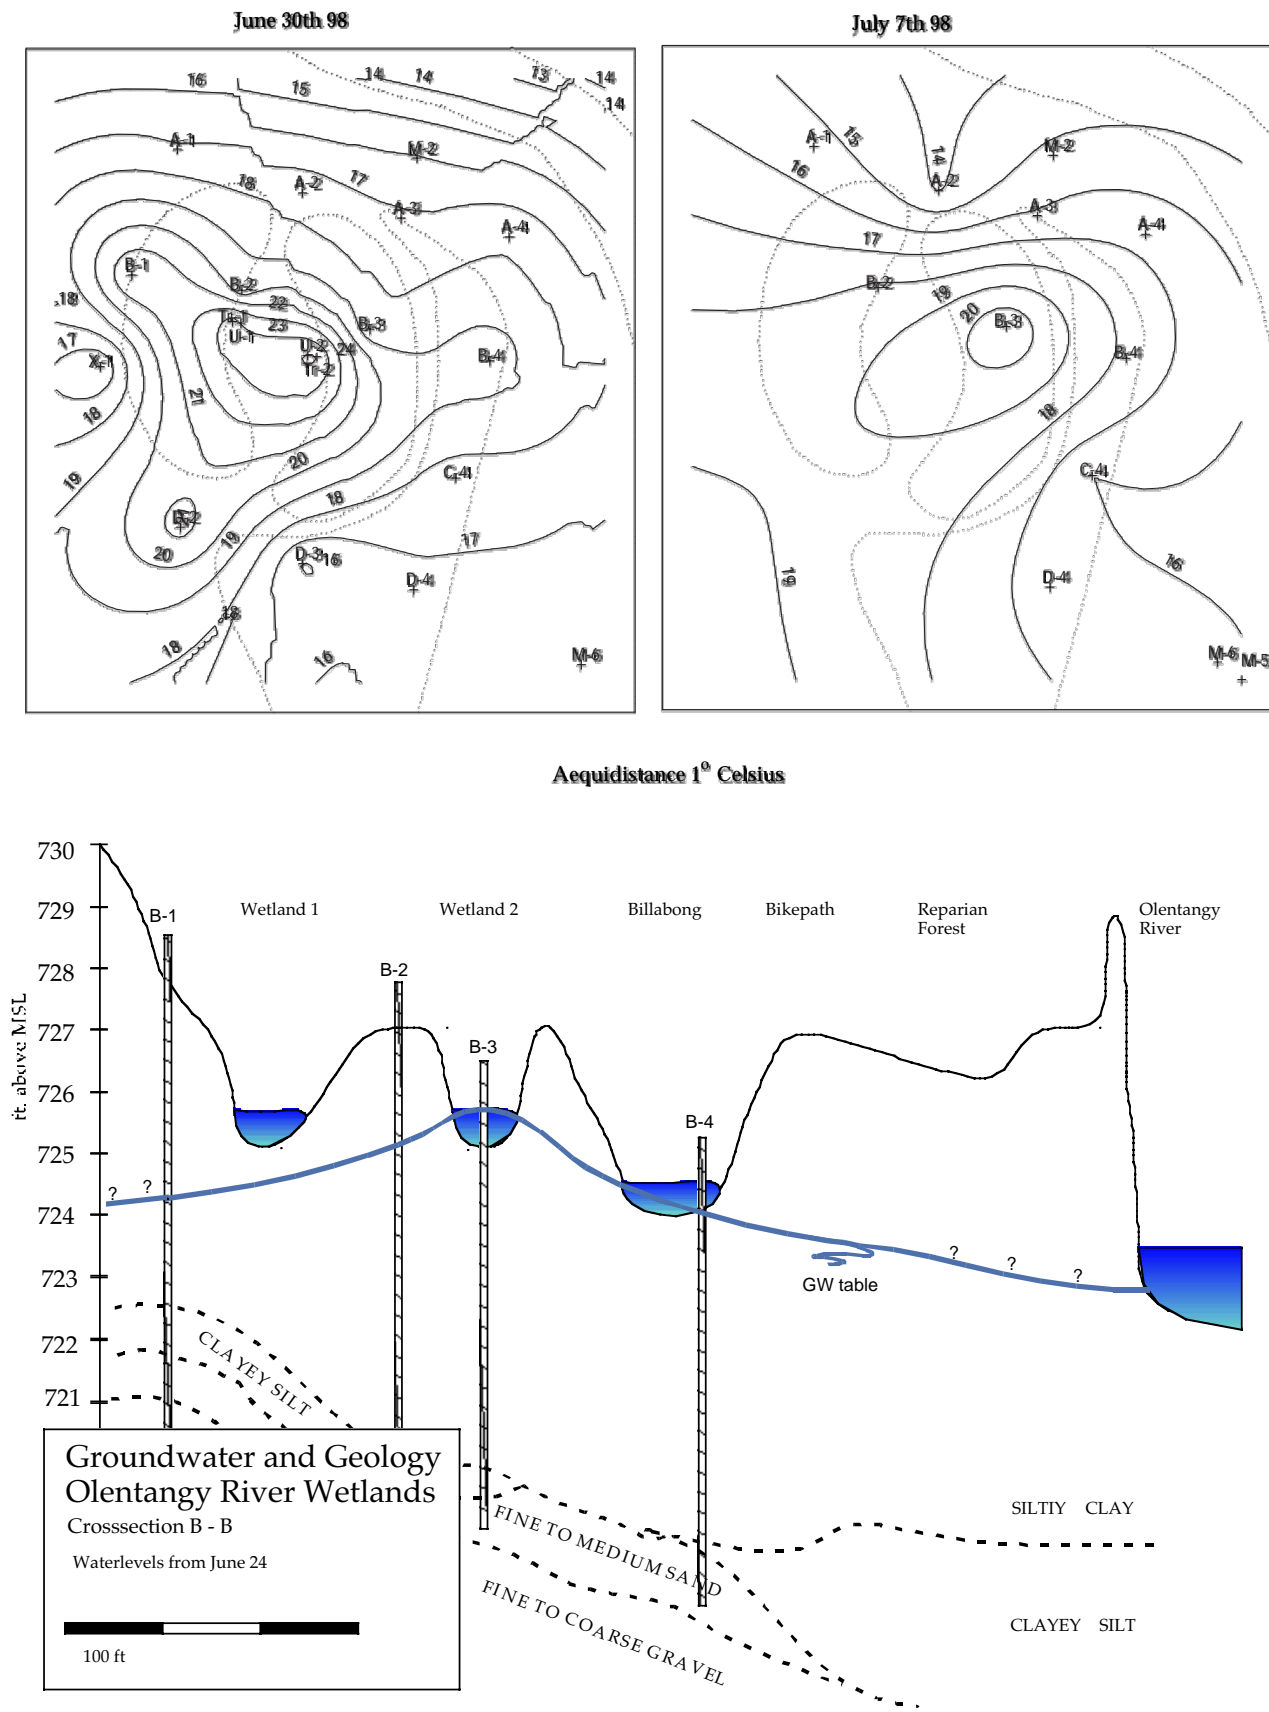 June 30th 98
July 7th 98
16
15
14
14
13
14
14
A-1
M-2
17
A-2
18
A-3
A-4
B-1
B-2
22
18
Tr-1
23
B-3
U-1
U-2
24
17
X-1
Tr-2
B-4
21
18
20
19
C-4
18
D-2
20
19
17
D-3
16
D-4
18
18
16
M-6
A-1
15
M-2
14
16
A-2
A-3
A-4
17
B-2
19
20
B-3
B-4
18
C-4
19
D-4
16
M-6
M-5
Aequidistance 1° Celsius
730
729
728
727
726
725
724
723
722
721
ft. above MSL
B-1
Wetland 1
Wetland 2
Billabong
Bikepath
Reparian
Forest
Olentangy
River
B-2
B-3
B-4
? ?
? ? ?
GW table
CLAYEY SILT
FINE TO MEDIUM SAND
FINE TO COARSE GRAVEL
SILTIY CLAY
CLAYEY SILT
Groundwater and Geology
Olentangy River Wetlands
Crosssection B - B
Waterlevels from June 24
100 ft